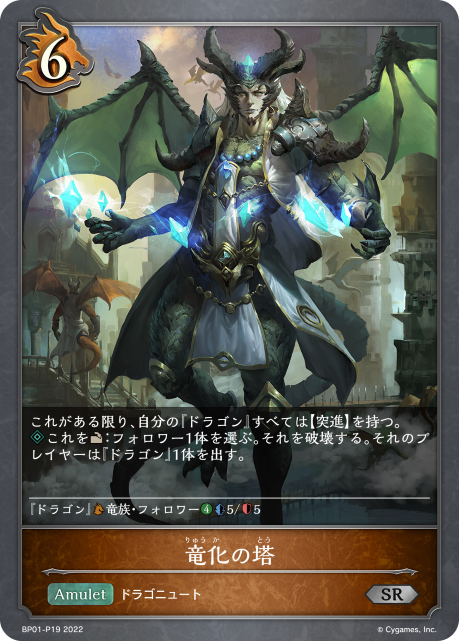 6
これがある限り、自分の『ドラゴン』すべては【突進】を持つ。
これを:フォロワー1体を選ぶ。それを破壊する。それのプ
レイヤーは『ドラゴン』1体を出す。
『ドラゴン』竜族・フォロワー4 5/5
りゅうか とう
竜化の塔
Amulet ドラゴニュート SR
BP01-P19 2022 © Cygames, Inc.